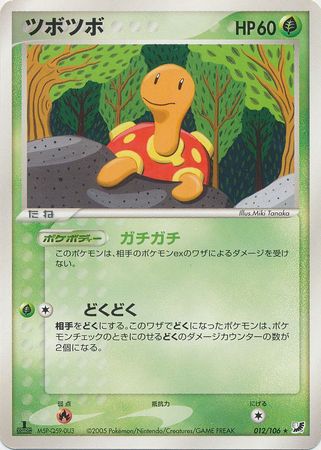 ツボツボ HP60
たね Illus.Miki Tanaka
ポケボディー ガチガチ
このポケモンは、相手のポケモンexのワザによるダメージを受け
ない。
どくどく
相手をどくにする。このワザでどくになったポケモンは、ポケ
モンチェックのときにのせるダメージカウンターの数が
2個になる。
弱点 抵抗力 にげる
1 M5P-Q59-0U3 ©2005 Pokémon/Nintendo/Creatures/GAME FREAK 012/106 ★